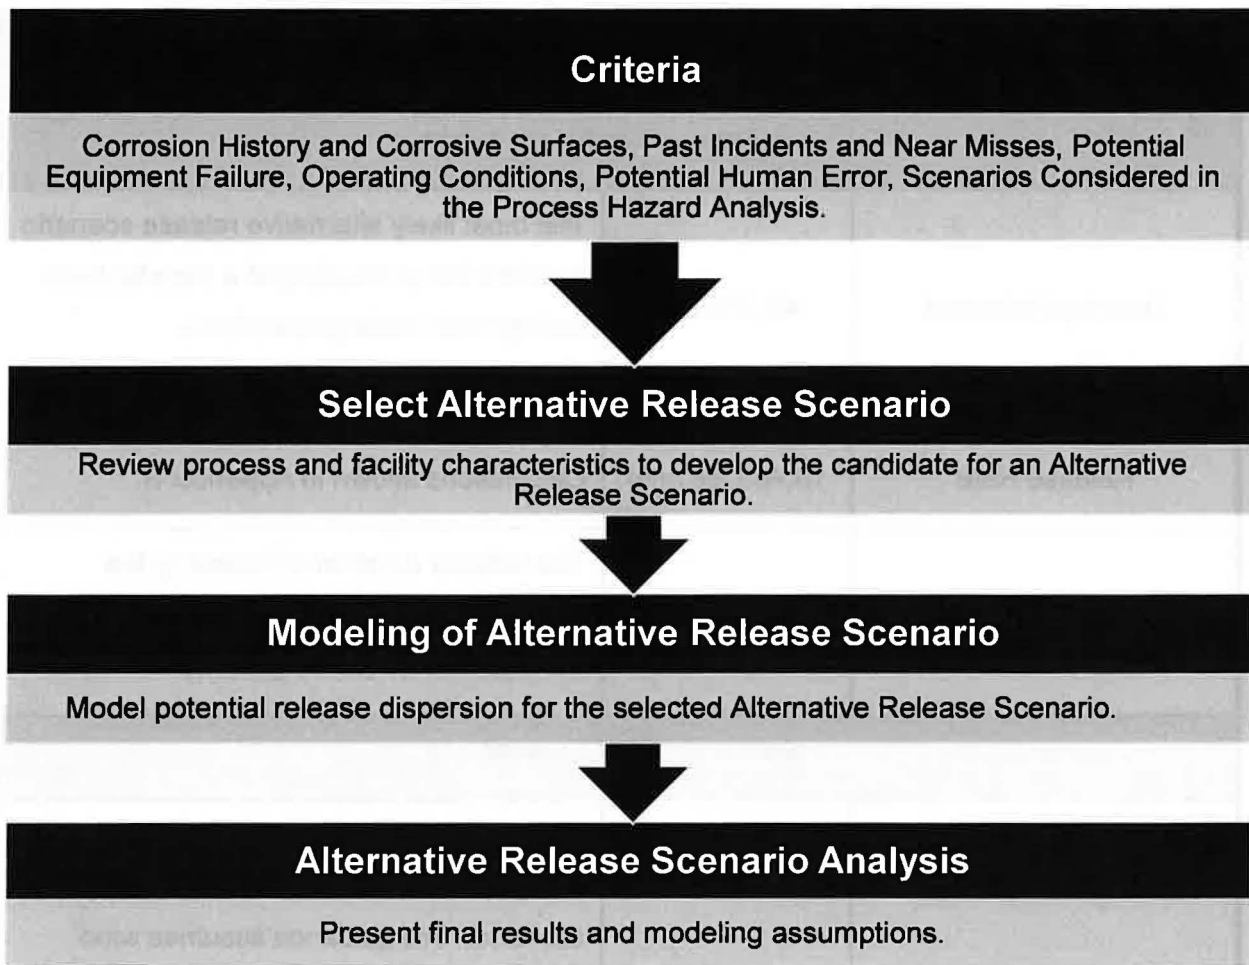 Criteria
Corrosion History and Corrosive Surfaces, Past Incidents and Near Misses, Potential
Equipment Failure, Operating Conditions, Potential Human Error, Scenarios Considered in
the Process Hazard Analysis.
Select Alternative Release Scenario
Review process and facility characteristics to develop the candidate for an Alternative
Release Scenario.
Modeling of Alternative Release Scenario
Model potential release dispersion for the selected Alternative Release Scenario.
Alternative Release Scenario Analysis
Present final results and modeling assumptions.